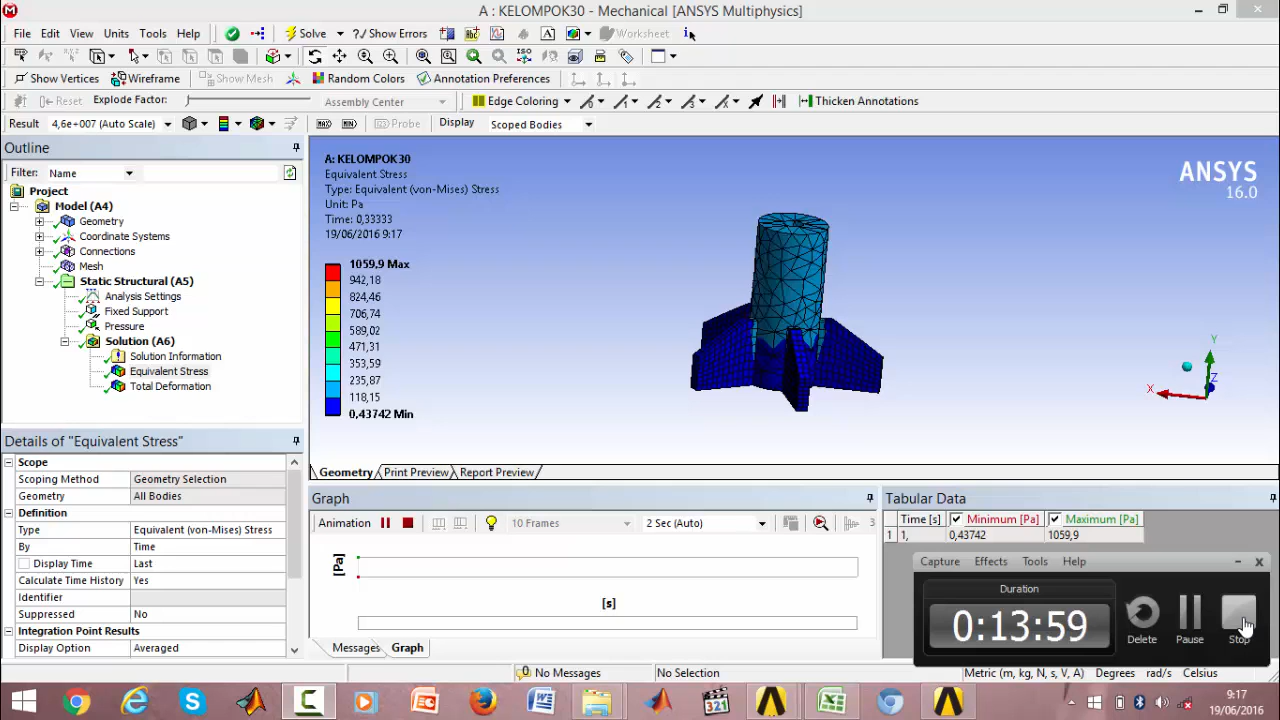 A : KELOMPOK30 - Mechanical [ANSYS Multiphysics]
File Edit View Units Tools Help Solve ?/ Show Errors Worksheet
Show Vertices Wireframe Show Mesh Random Colors Annotation Preferences
Reset Explode Factor: Assembly Center Edge Coloring Thicken Annotations
Result 4,6e+007 (Auto Scale) MAX MIN Probe Display Scoped Bodies
Outline
Filter: Name
Project
Model (A4)
Geometry
Coordinate Systems
Connections
Mesh
Static Structural (A5)
Analysis Settings
Fixed Support
Pressure
Solution (A6)
Solution Information
Equivalent Stress
Total Deformation
Details of "Equivalent Stress"
Scope
Scoping Method Geometry Selection
Geometry All Bodies
Definition
Type Equivalent (von-Mises) Stress
By Time
Display Time Last
Calculate Time History Yes
Identifier
Suppressed No
Integration Point Results
Display Option Averaged
A: KELOMPOK30
Equivalent Stress
Type: Equivalent (von-Mises) Stress
Unit: Pa
Time: 0,33333
19/06/2016 9:17
1059,9 Max
942,18
824,46
706,74
589,02
471,31
353,59
235,87
118,15
0,43742 Min
ANSYS
16.0
Y
X
Z
Geometry Print Preview Report Preview
Graph
Animation 10 Frames 2 Sec (Auto) 3
[Pa]
[s]
Messages Graph
Tabular Data
Time [s] Minimum [Pa] Maximum [Pa]
1 1, 0,43742 1059,9
Capture Effects Tools Help
Duration
0:13:59
Delete Pause Stop
No Messages No Selection Metric (m, kg, N, s, V, A) Degrees rad/s Celsius
9:17
19/06/2016